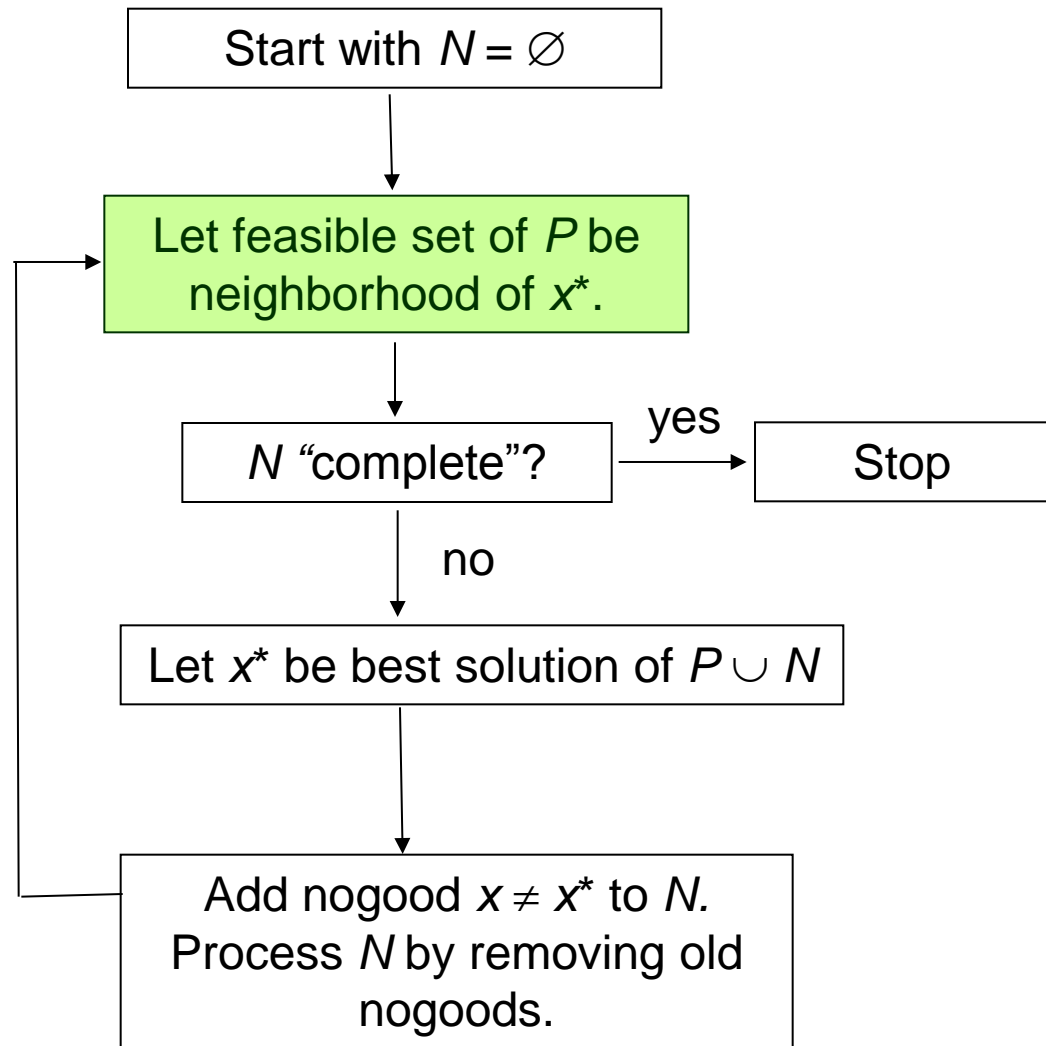 Start with N = ∅
Let feasible set of P be
neighborhood of x*.
N “complete”?
yes
Stop
no
Let x* be best solution of P ∪ N
Add nogood x ≠ x* to N.
Process N by removing old
nogoods.